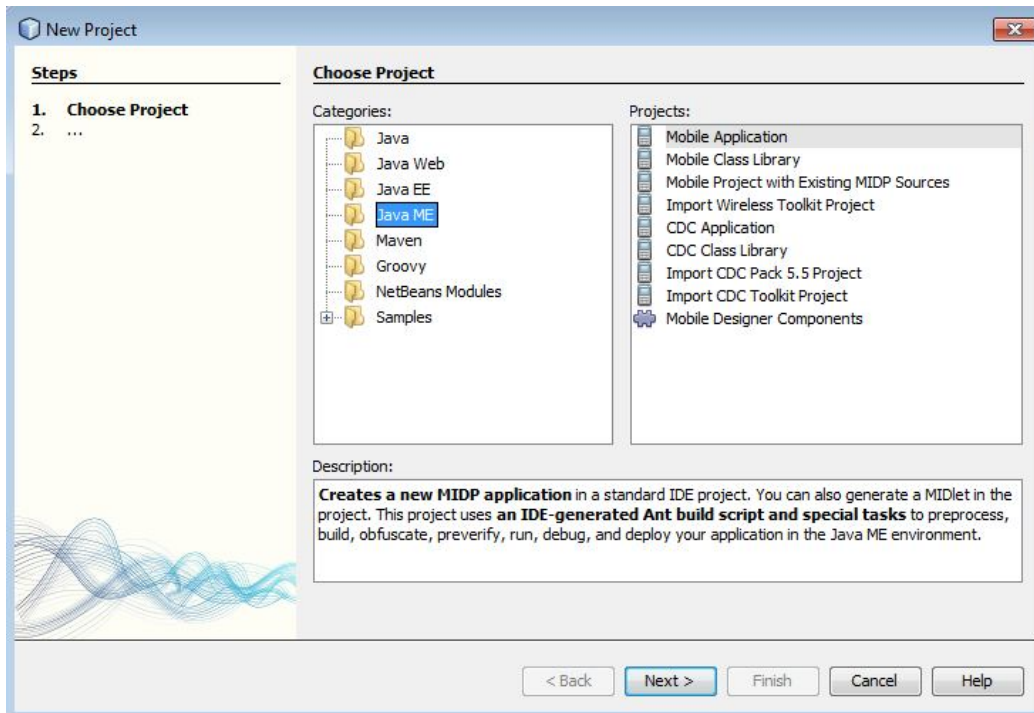 New Project
Steps
1. Choose Project
2. ...
Choose Project
Categories:
Java
Java Web
Java EE
Java ME
Maven
Groovy
NetBeans Modules
Samples
Projects:
Mobile Application
Mobile Class Library
Mobile Project with Existing MIDP Sources
Import Wireless Toolkit Project
CDC Application
CDC Class Library
Import CDC Pack 5.5 Project
Import CDC Toolkit Project
Mobile Designer Components
Description:
Creates a new MIDP application in a standard IDE project. You can also generate a MIDlet in the
project. This project uses an IDE-generated Ant build script and special tasks to preprocess,
build, obfuscate, preverify, run, debug, and deploy your application in the Java ME environment.
< Back
Next >
Finish
Cancel
Help